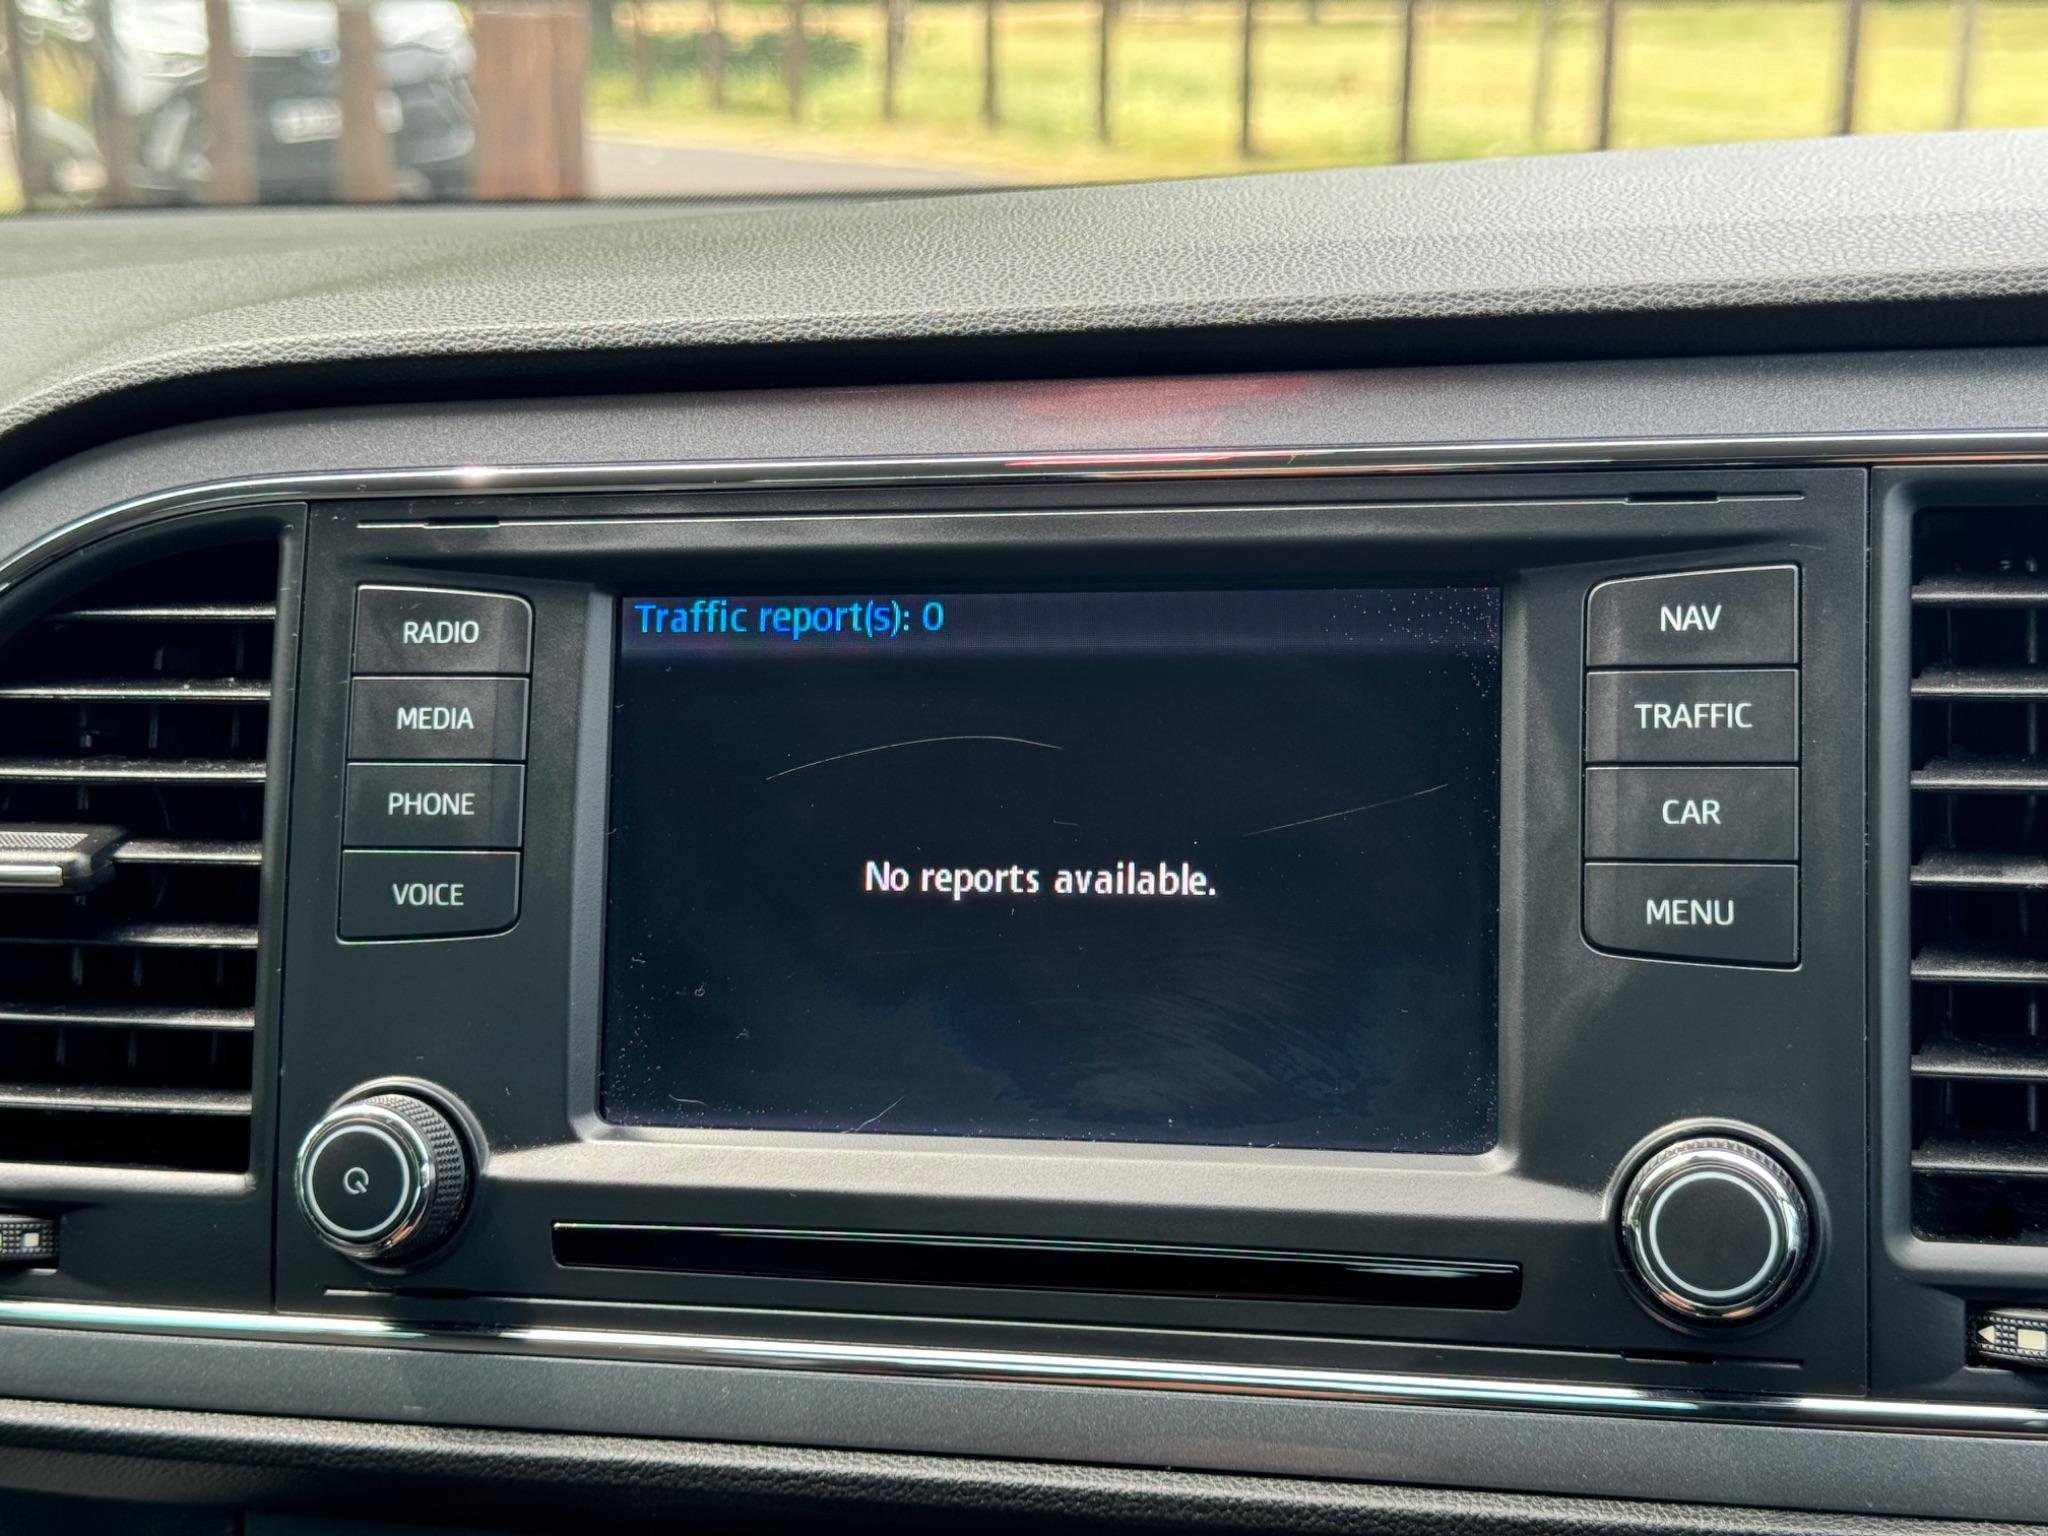 Traffic report(s): 0
RADIO
MEDIA
PHONE
VOICE
No reports available.
NAV
TRAFFIC
CAR
MENU